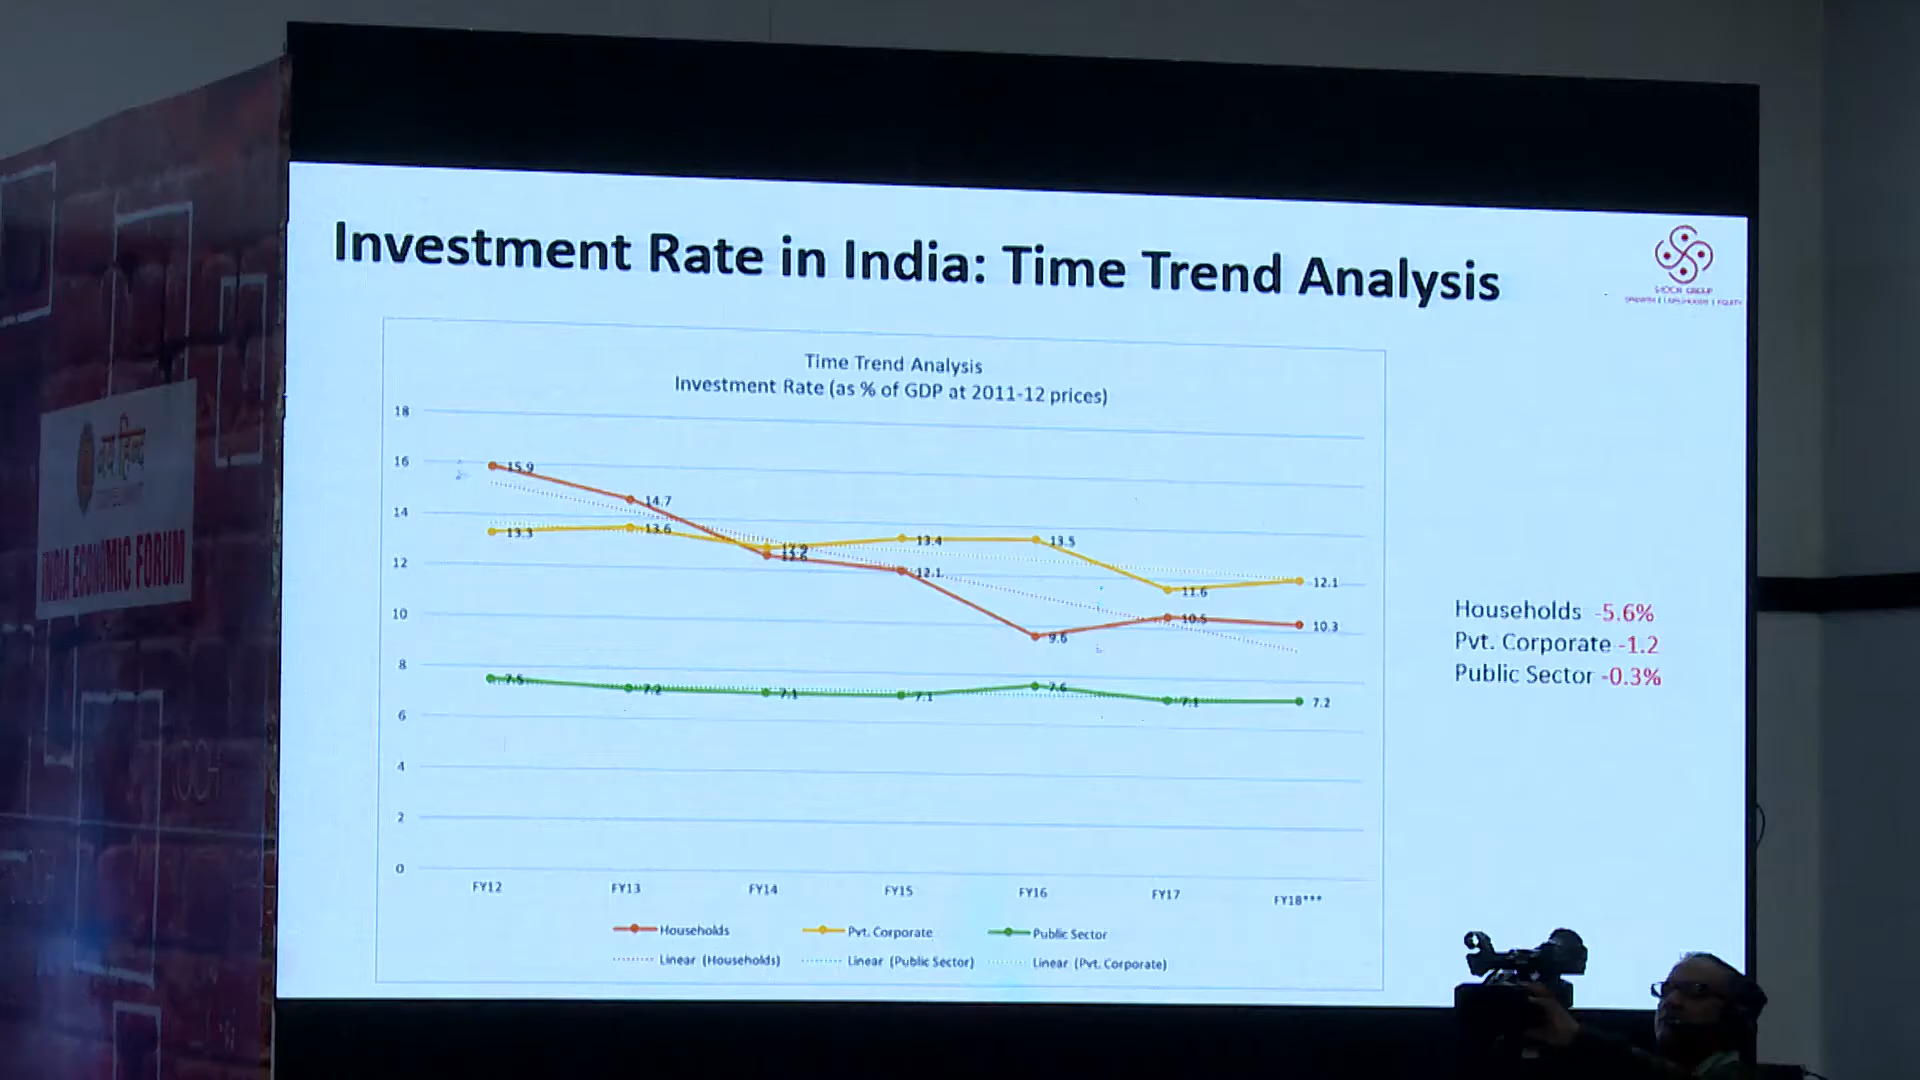 Investment Rate in India: Time Trend Analysis
Time Trend Analysis
Investment Rate (as % of GDP at 2011-12 prices)
18
16
14
12
10
8
6
4
2
0
15.9
14.7
12.6
12.1
9.6
10.5
10.3
13.3
13.6
13.4
13.5
11.6
12.1
7.5
7.2
7.1
7.1
7.6
7.1
7.2
FY12 FY13 FY14 FY15 FY16 FY17 FY18***
Households Pvt. Corporate Public Sector
Linear (Households) Linear (Public Sector) Linear (Pvt. Corporate)
Households -5.6%
Pvt. Corporate -1.2
Public Sector -0.3%
जय हिन्द
INDIA ECONOMIC FORUM